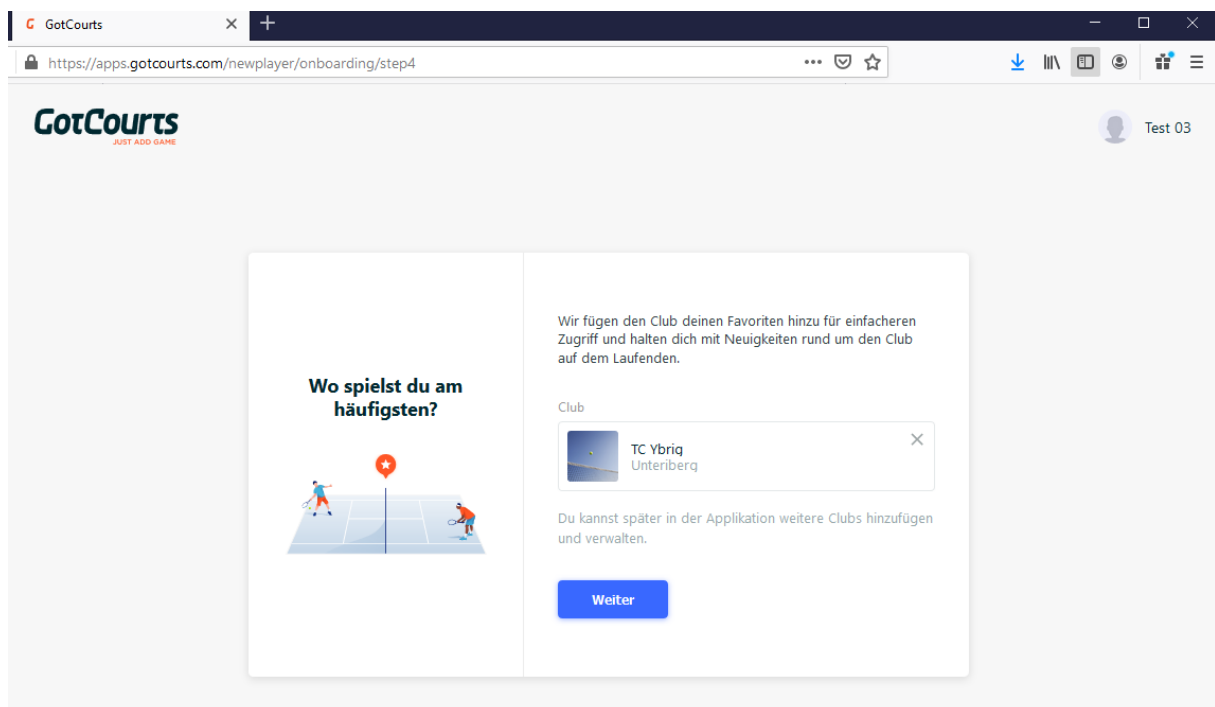 GotCourts
https://apps.gotcourts.com/newplayer/onboarding/step4
GotCourts
JUST ADD GAME
Test 03
Wo spielst du am
häufigsten?
Wir fügen den Club deinen Favoriten hinzu für einfacheren
Zugriff und halten dich mit Neuigkeiten rund um den Club
auf dem Laufenden.
Club
TC Ybrig
Unteriberg
Du kannst später in der Applikation weitere Clubs hinzufügen
und verwalten.
Weiter